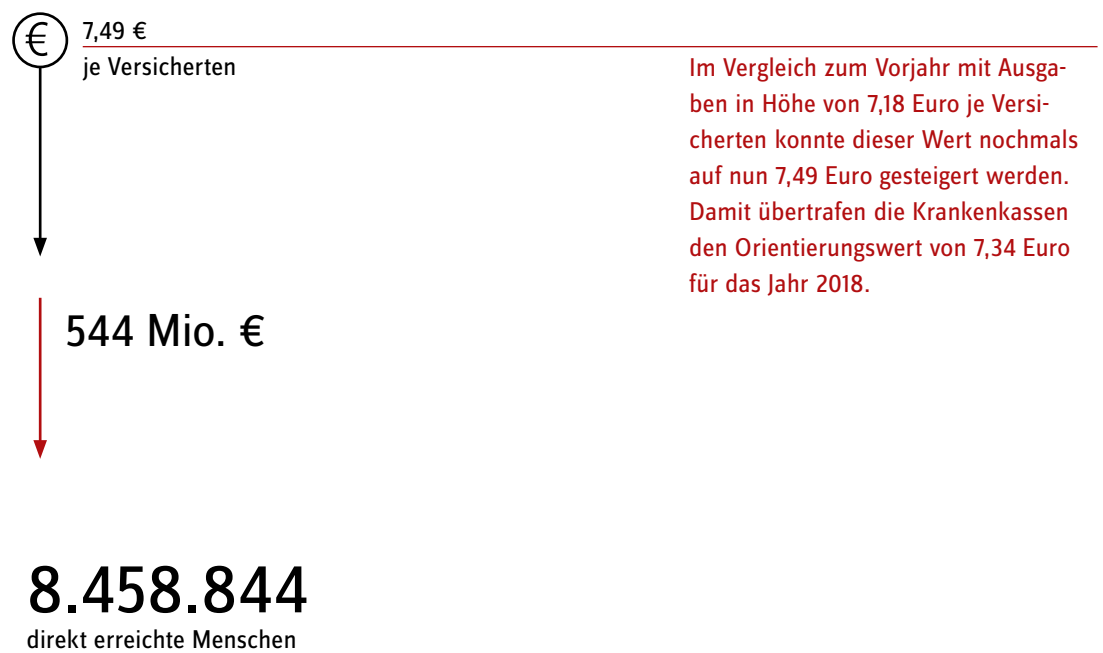 €
7,49 €
je Versicherten
Im Vergleich zum Vorjahr mit Ausga-
ben in Höhe von 7,18 Euro je Versi-
cherten konnte dieser Wert nochmals
auf nun 7,49 Euro gesteigert werden.
Damit übertrafen die Krankenkassen
den Orientierungswert von 7,34 Euro
für das Jahr 2018.
544 Mio. €
8.458.844
direkt erreichte Menschen